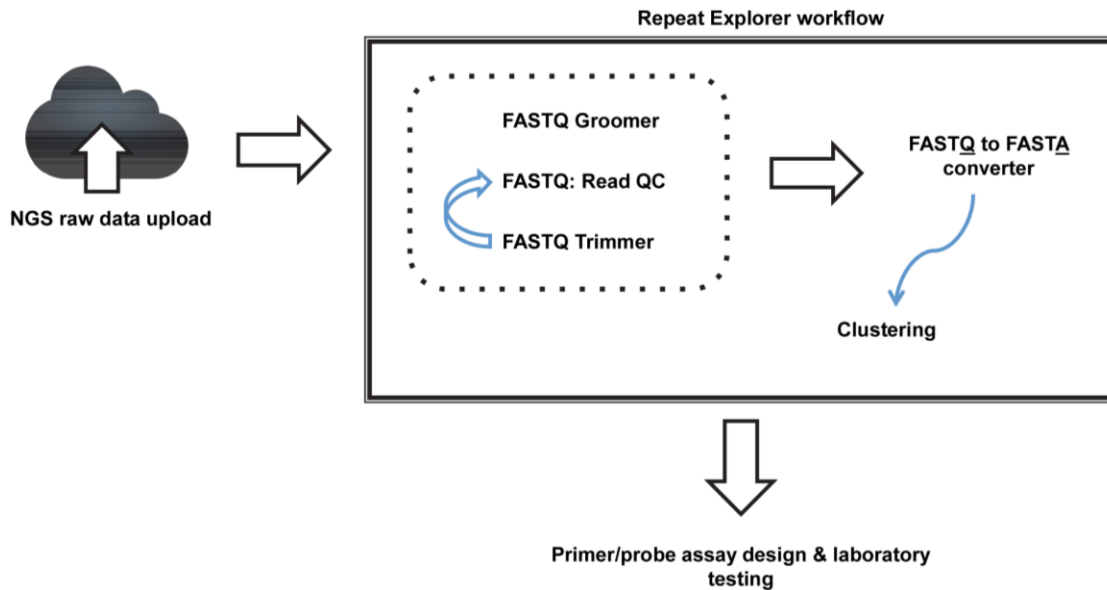 Repeat Explorer workflow
NGS raw data upload
FASTQ Groomer
FASTQ: Read QC
FASTQ Trimmer
FASTQ to FASTA
converter
Clustering
Primer/probe assay design & laboratory
testing